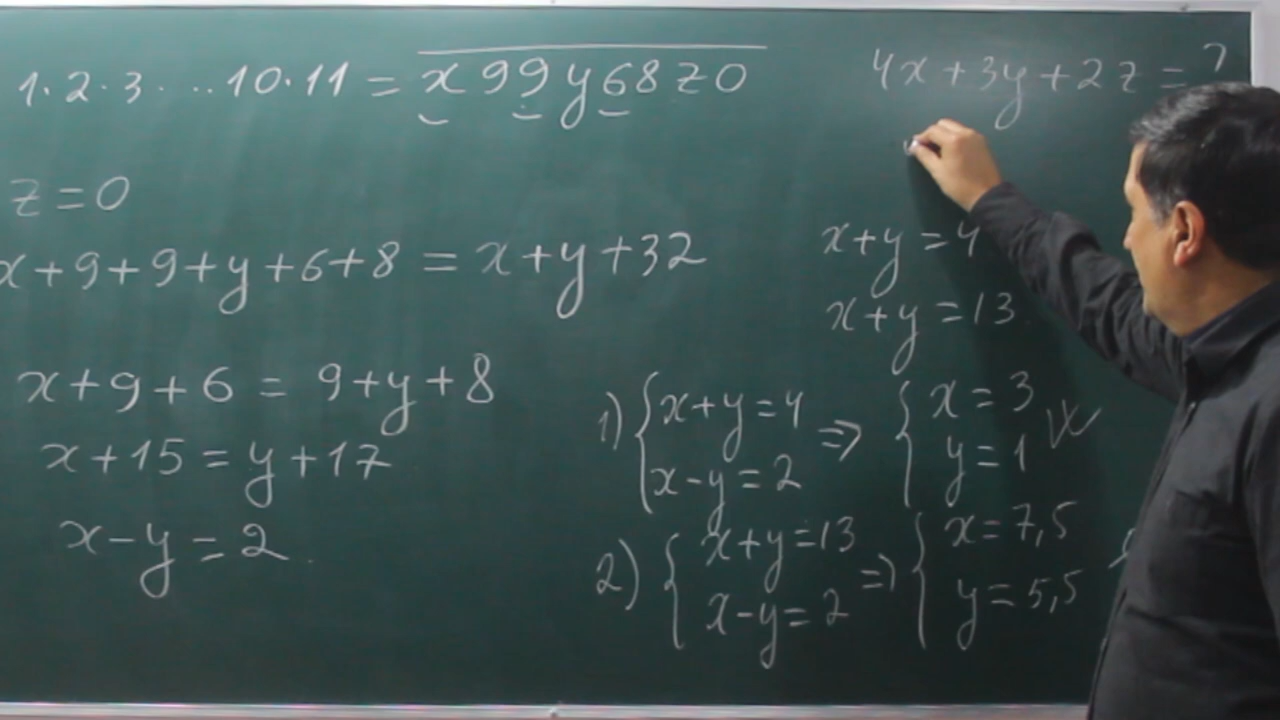 1·2·3· ...10·11 = x99y68z0
4x+3y+2z=?
z=0
x+9+9+y+6+8 = x+y+32
x+y=4
x+y=13
x+9+6 = 9+y+8
x+15=y+17
x-y=2.
1) { x+y=4 => { x=3
x-y=2 y=1
2) { x+y=13 => { x=7,5
x-y=2 y=5,5